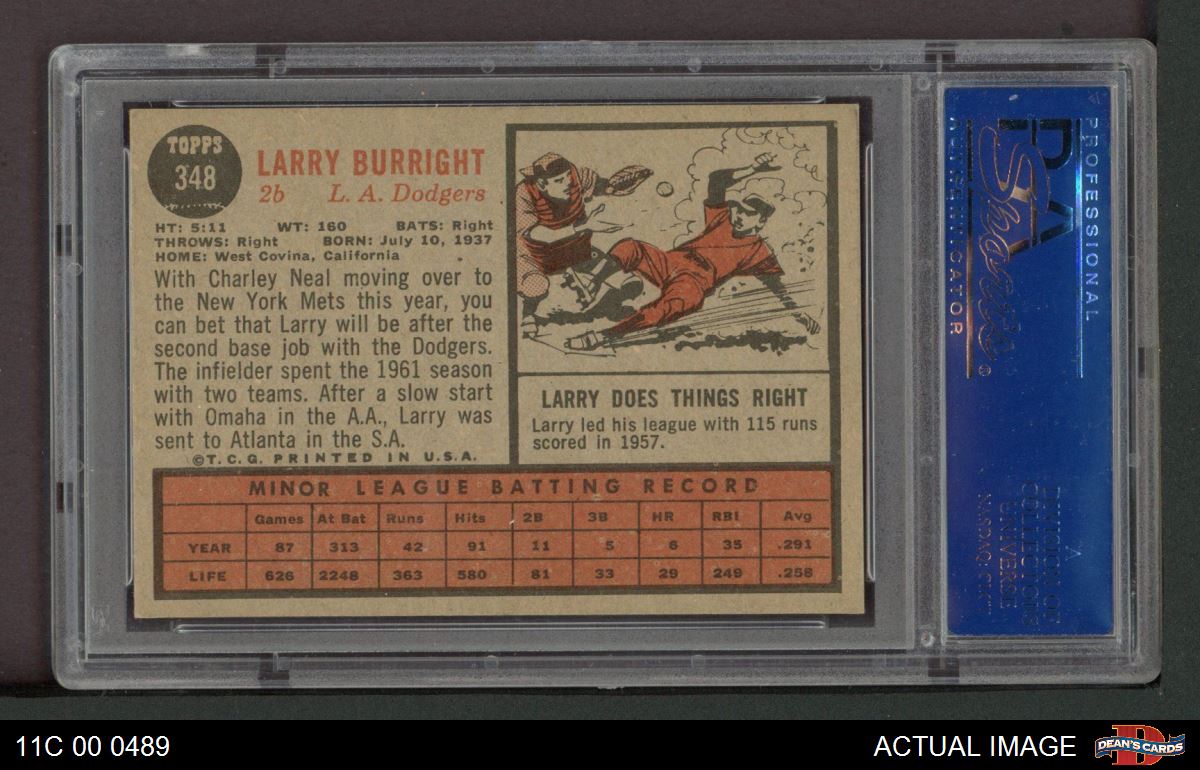 TOPPS
348
LARRY BURRIGHT
2b L. A. Dodgers
HT: 5:11 WT: 160 BATS: Right
THROWS: Right BORN: July 10, 1937
HOME: West Covina, California
With Charley Neal moving over to
the New York Mets this year, you
can bet that Larry will be after the
second base job with the Dodgers.
The infielder spent the 1961 season
with two teams. After a slow start
with Omaha in the A.A., Larry was
sent to Atlanta in the S.A.
©T.C.G. PRINTED IN U.S.A.
LARRY DOES THINGS RIGHT
Larry led his league with 115 runs
scored in 1957.
MINOR LEAGUE BATTING RECORD
Games At Bat Runs Hits 2B 3B HR RBI Avg
YEAR 87 313 42 91 11 5 6 35 .291
LIFE 626 2248 363 580 81 33 29 249 .258
PROFESSIONAL
PSA
Sports
AUTHENTICATOR
®
A
DIVISION OF
COLLECTORS
UNIVERSE
NASDAQ: CLCT
11C 00 0489
ACTUAL IMAGE
D
DEAN'S CARDS